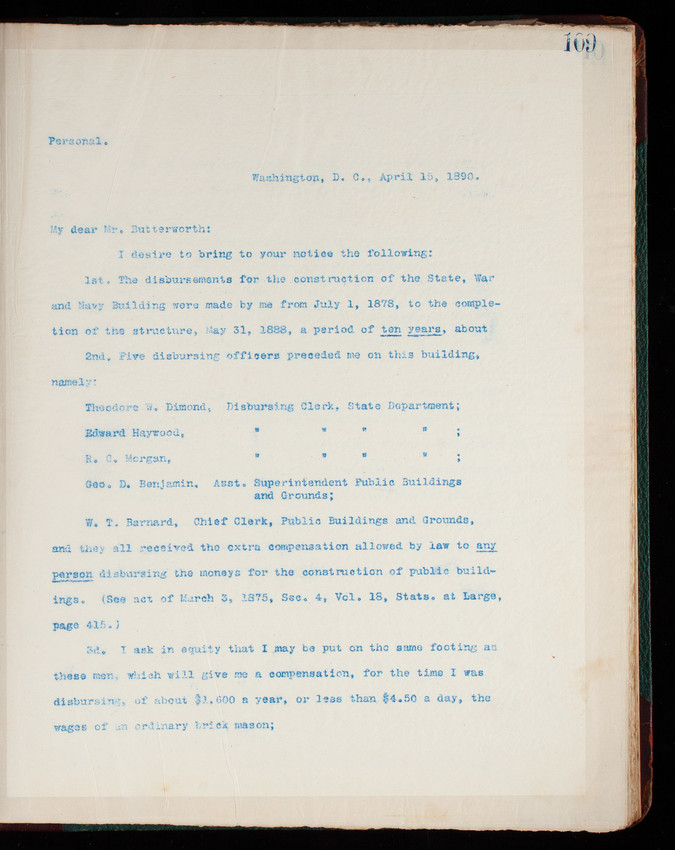 109
Personal.
Washington, D. C., April 15, 1890.
My dear Mr. Butterworth:
I desire to bring to your notice the following:
1st. The disbursements for the construction of the State, War
and Navy Building were made by me from July 1, 1878, to the comple-
tion of the structure, May 31, 1888, a period of ten years, about
2nd. Five disbursing officers preceded me on this building,
namely:
Theodore W. Dimond, Disbursing Clerk, State Department;
Edward Haywood, " " " " ;
R. C. Morgan, " " " " ;
Geo. D. Benjamin, Asst. Superintendent Public Buildings
and Grounds;
W. T. Barnard, Chief Clerk, Public Buildings and Grounds,
and they all received the extra compensation allowed by law to any
person disbursing the moneys for the construction of public build-
ings. (See act of March 3, 1875, Sec. 4, Vol. 18, Stats. at Large,
page 415.)
3d. I ask in equity that I may be put on the same footing as
these men, which will give me a compensation, for the time I was
disbursing, of about $1,600 a year, or less than $4.50 a day, the
wages of an ordinary brick mason;